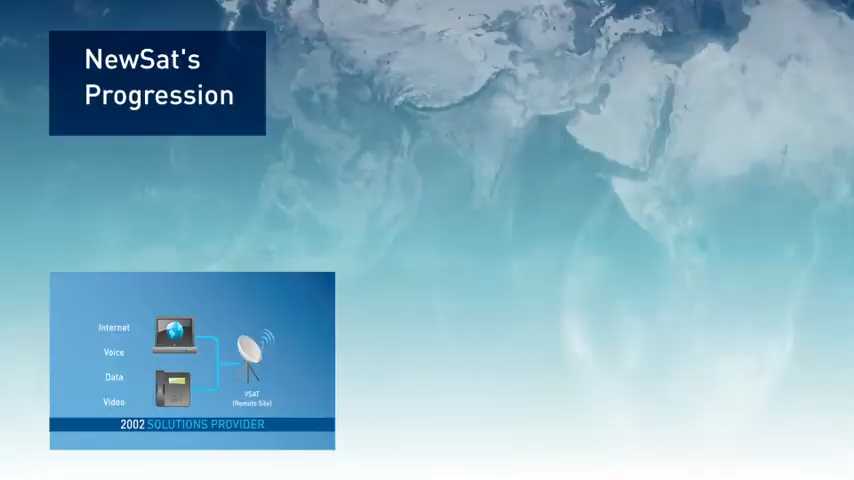 NewSat's
Progression
Internet
Voice
Data
Video
VSAT
(Remote Site)
2002 SOLUTIONS PROVIDER